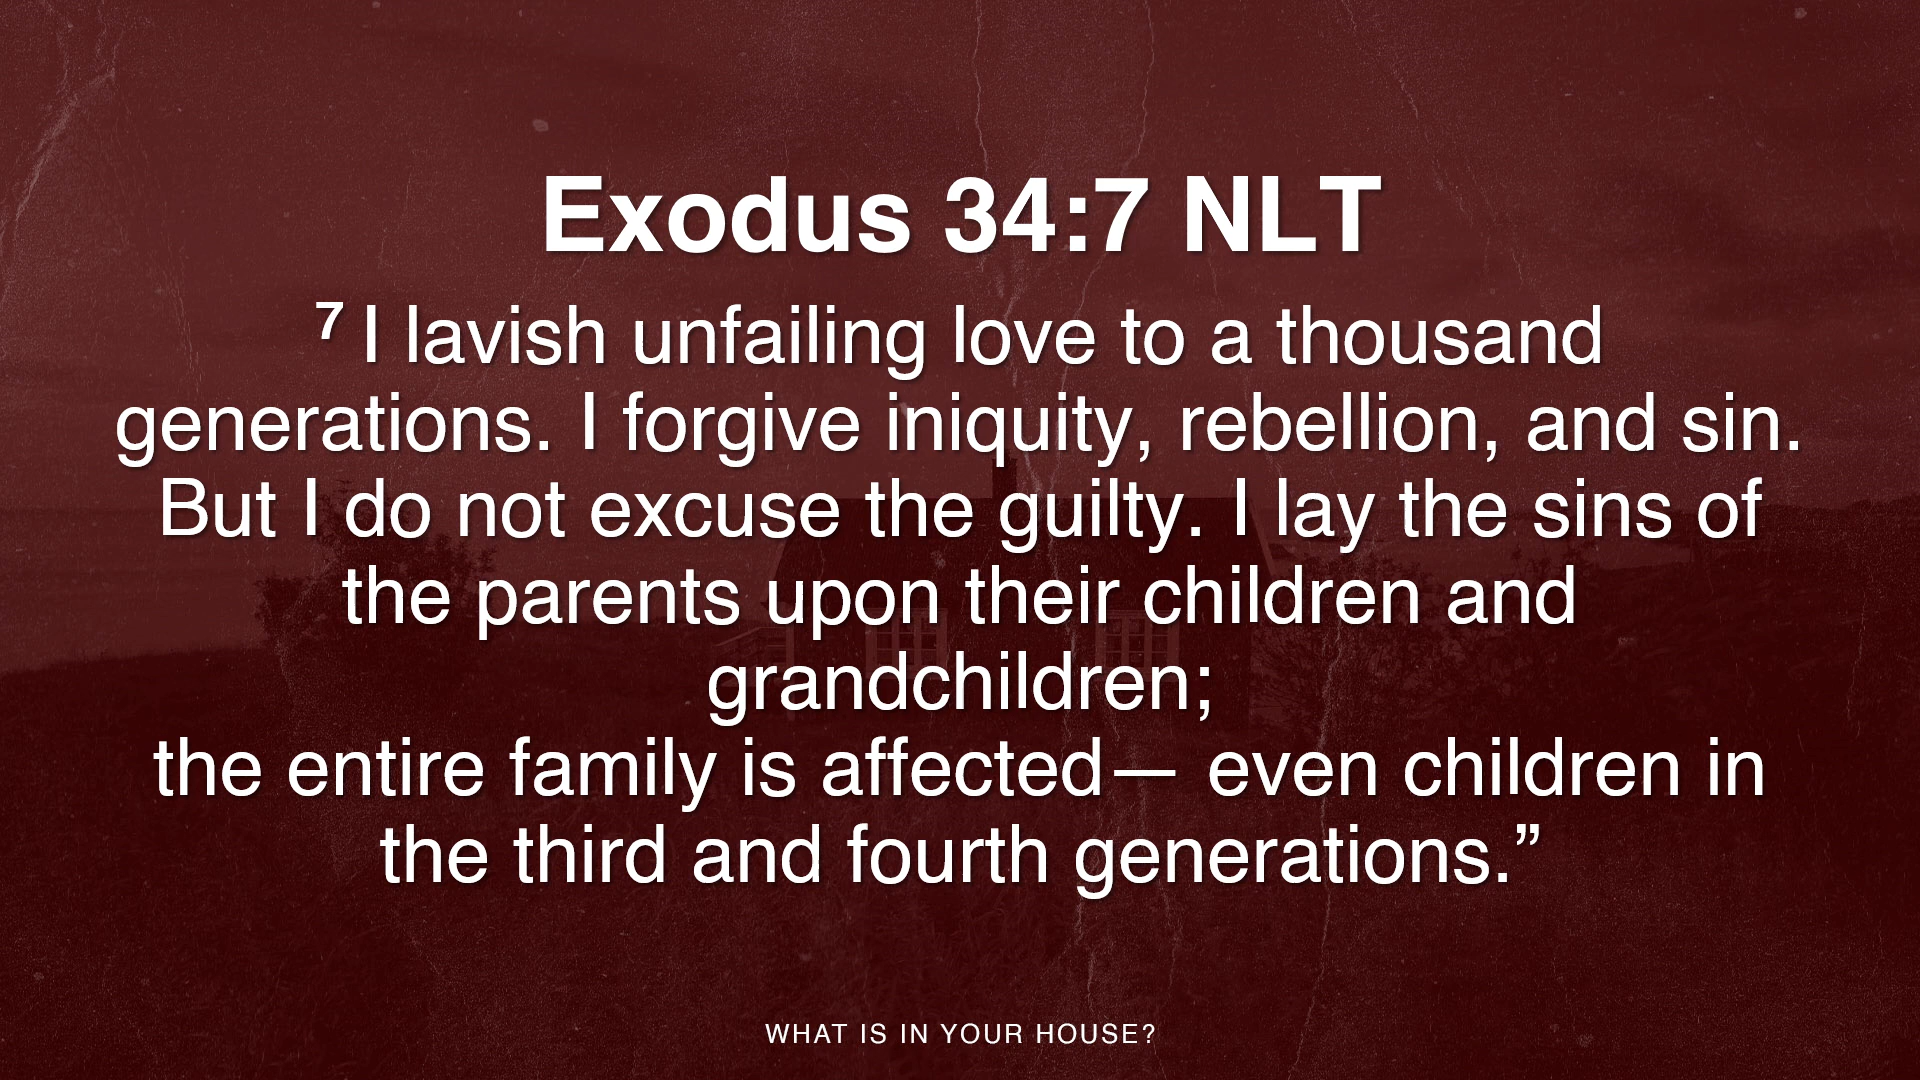 Exodus 34:7 NLT
7 I lavish unfailing love to a thousand
generations. I forgive iniquity, rebellion, and sin.
But I do not excuse the guilty. I lay the sins of
the parents upon their children and
grandchildren;
the entire family is affected— even children in
the third and fourth generations.”
WHAT IS IN YOUR HOUSE?